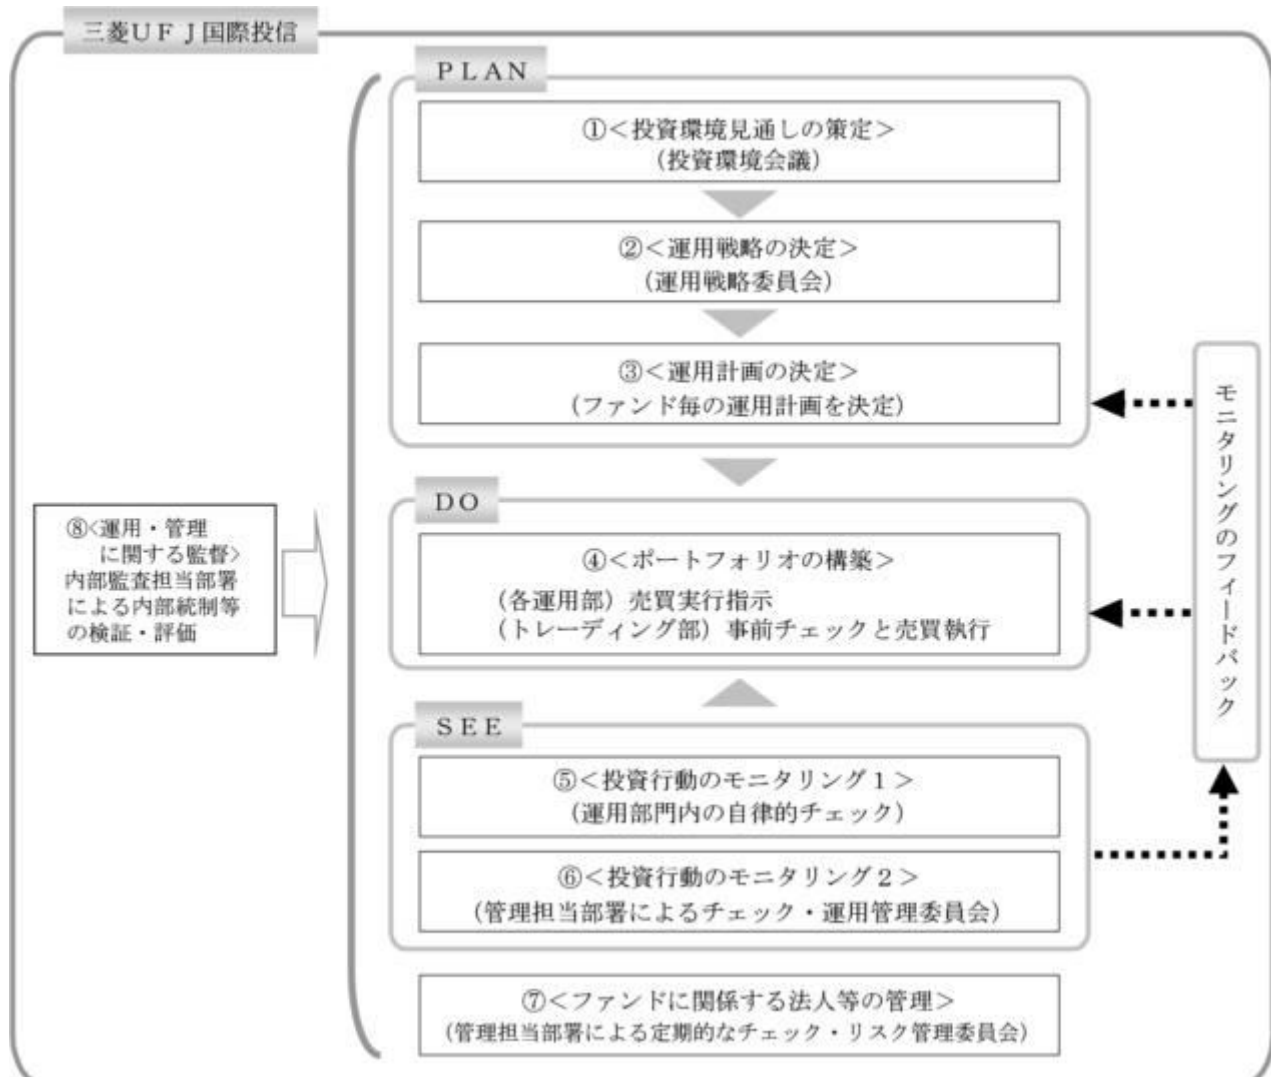 三菱ＵＦＪ国際投信
ＰＬＡＮ
①＜投資環境見通しの策定＞
（投資環境会議）
②＜運用戦略の決定＞
（運用戦略委員会）
③＜運用計画の決定＞
（ファンド毎の運用計画を決定）
ＤＯ
④＜ポートフォリオの構築＞
（各運用部）売買実行指示
（トレーディング部）事前チェックと売買執行
ＳＥＥ
⑤＜投資行動のモニタリング１＞
（運用部門内の自律的チェック）
⑥＜投資行動のモニタリング２＞
（管理担当部署によるチェック・運用管理委員会）
⑦＜ファンドに関係する法人等の管理＞
（管理担当部署による定期的なチェック・リスク管理委員会）
⑧<運用・管理
に関する監督>
内部監査担当部署
による内部統制等
の検証・評価
モニタリングのフィードバック